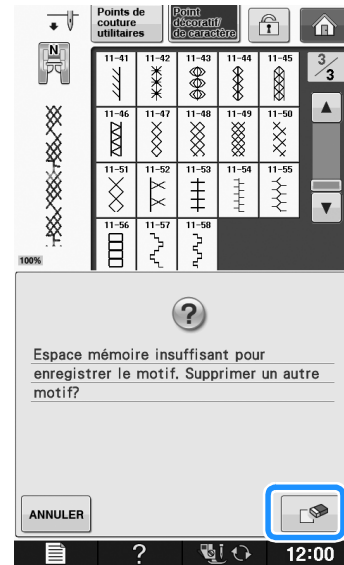 Points de
couture
utilitaires
Point
décoratif/
de caractère
N
3/3
11-41 11-42 11-43 11-44 11-45
11-46 11-47 11-48 11-49 11-50
11-51 11-52 11-53 11-54 11-55
11-56 11-57 11-58
100%
?
Espace mémoire insuffisant pour
enregistrer le motif. Supprimer un autre
motif?
ANNULER
? 12:00